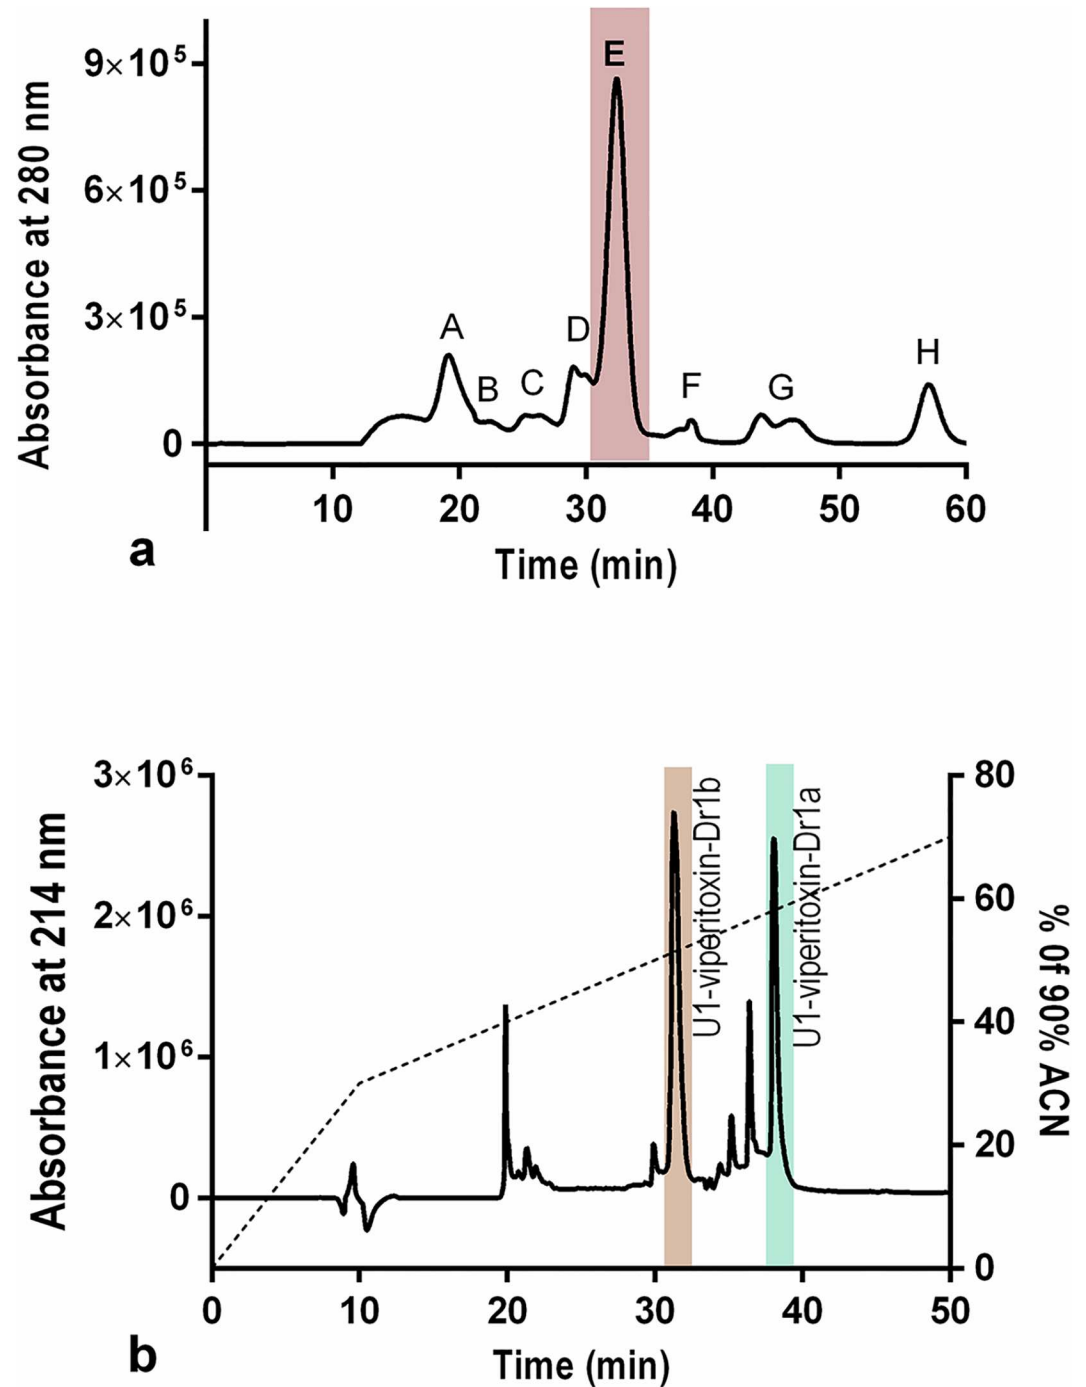 9×10⁵
6×10⁵
3×10⁵
0
Absorbance at 280 nm
A
B
C
D
E
F
G
H
10 20 30 40 50 60
Time (min)
a
3×10⁶
2×10⁶
1×10⁶
0
Absorbance at 214 nm
U1-viperitoxin-Dr1b
U1-viperitoxin-Dr1a
80
60
40
20
0
% 0f 90% ACN
0 10 20 30 40 50
Time (min)
b